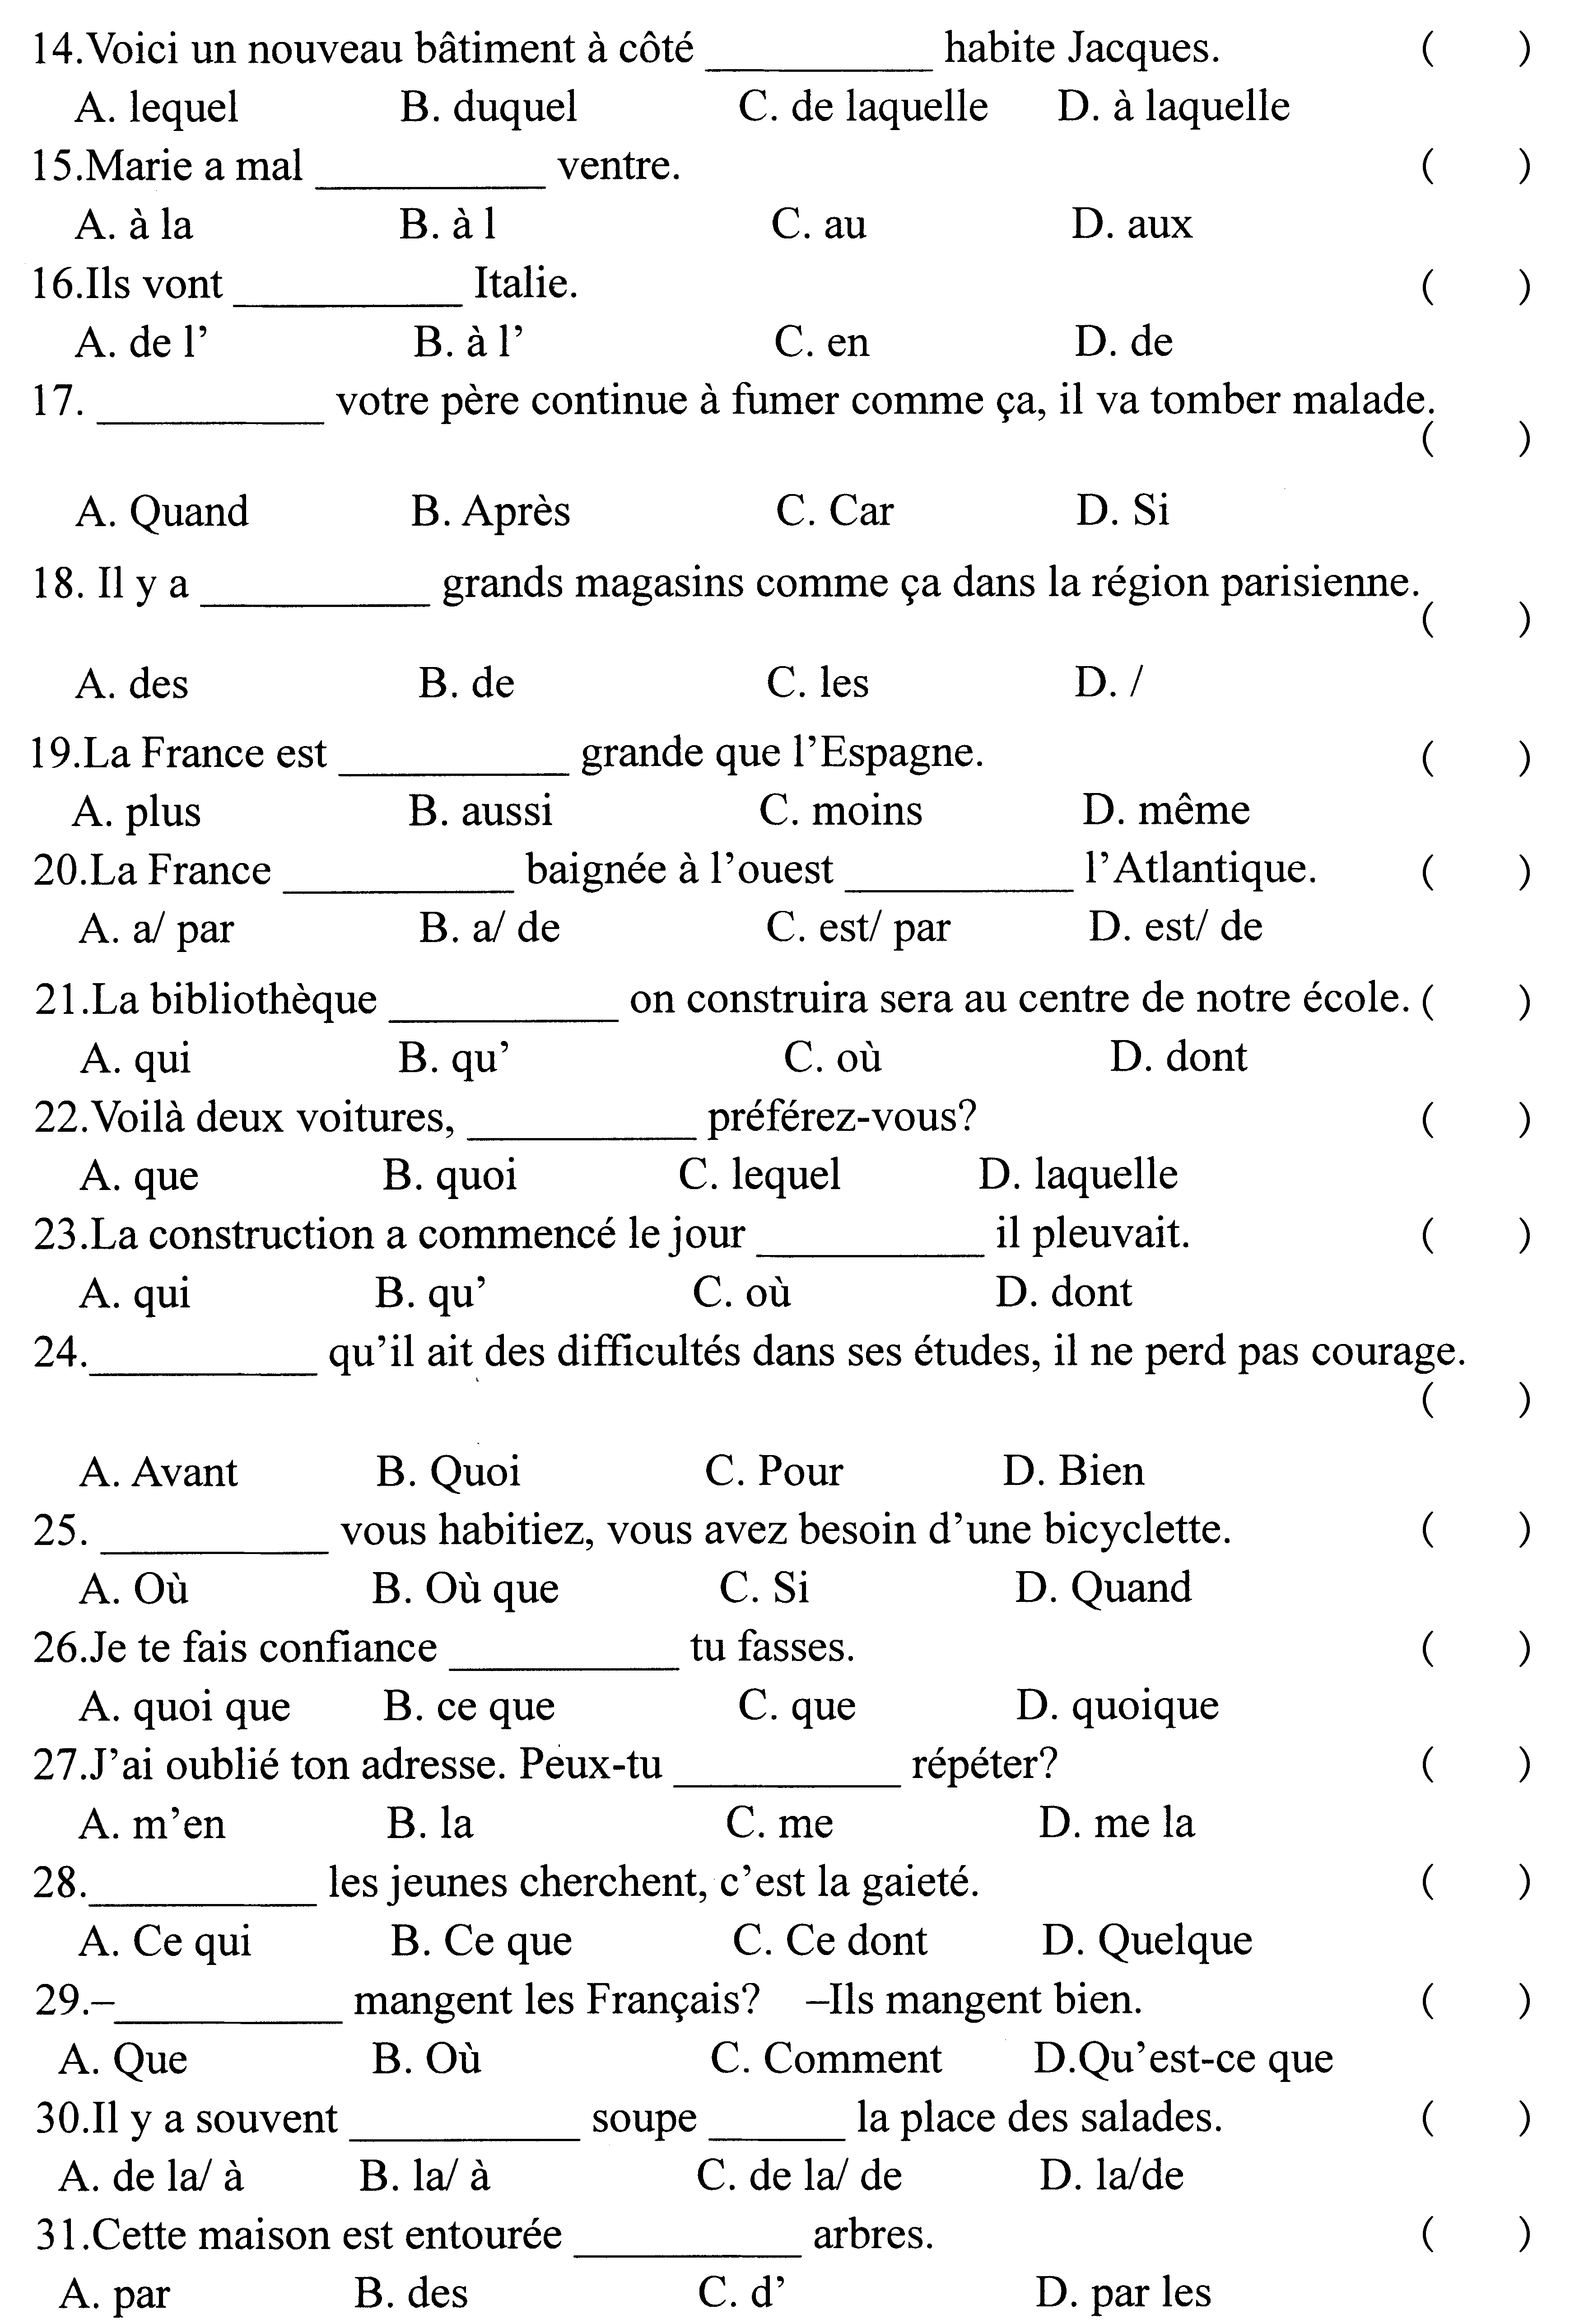 14.Voici un nouveau bâtiment à côté __________ habite Jacques. (    )
A. lequel B. duquel C. de laquelle D. à laquelle
15.Marie a mal __________ ventre. (    )
A. à la B. à l C. au D. aux
16.Ils vont __________ Italie. (    )
A. de l’ B. à l’ C. en D. de
17. __________ votre père continue à fumer comme ça, il va tomber malade.
(    )
A. Quand B. Après C. Car D. Si
18. Il y a __________ grands magasins comme ça dans la région parisienne.
(    )
A. des B. de C. les D. /
19.La France est __________ grande que l’Espagne. (    )
A. plus B. aussi C. moins D. même
20.La France __________ baignée à l’ouest __________ l’Atlantique. (    )
A. a/ par B. a/ de C. est/ par D. est/ de
21.La bibliothèque __________ on construira sera au centre de notre école. (    )
A. qui B. qu’ C. où D. dont
22.Voilà deux voitures, __________ préférez-vous? (    )
A. que B. quoi C. lequel D. laquelle
23.La construction a commencé le jour __________ il pleuvait. (    )
A. qui B. qu’ C. où D. dont
24.__________ qu’il ait des difficultés dans ses études, il ne perd pas courage.
(    )
A. Avant B. Quoi C. Pour D. Bien
25. __________ vous habitiez, vous avez besoin d’une bicyclette. (    )
A. Où B. Où que C. Si D. Quand
26.Je te fais confiance __________ tu fasses. (    )
A. quoi que B. ce que C. que D. quoique
27.J’ai oublié ton adresse. Peux-tu __________ répéter? (    )
A. m’en B. la C. me D. me la
28.__________ les jeunes cherchent, c’est la gaieté. (    )
A. Ce qui B. Ce que C. Ce dont D. Quelque
29.–__________ mangent les Français? –Ils mangent bien. (    )
A. Que B. Où C. Comment D.Qu’est-ce que
30.Il y a souvent __________ soupe ______ la place des salades. (    )
A. de la/ à B. la/ à C. de la/ de D. la/de
31.Cette maison est entourée __________ arbres. (    )
A. par B. des C. d’ D. par les